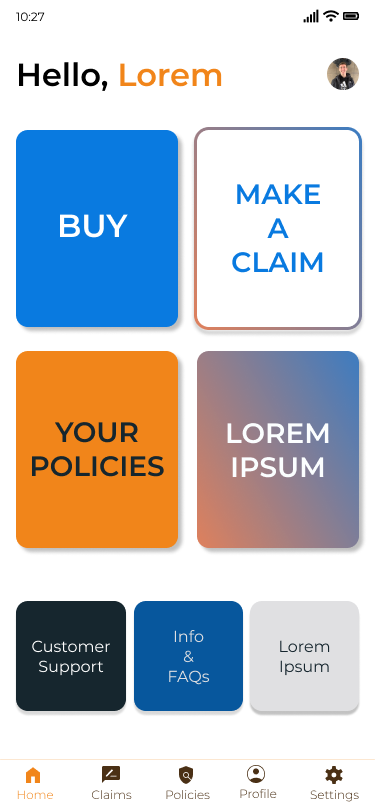 10:27
Hello, Lorem
BUY
MAKE
A
CLAIM
YOUR
POLICIES
LOREM
IPSUM
Customer
Support
Info
&
FAQs
Lorem
Ipsum
Home
Claims
Policies
Profile
Settings